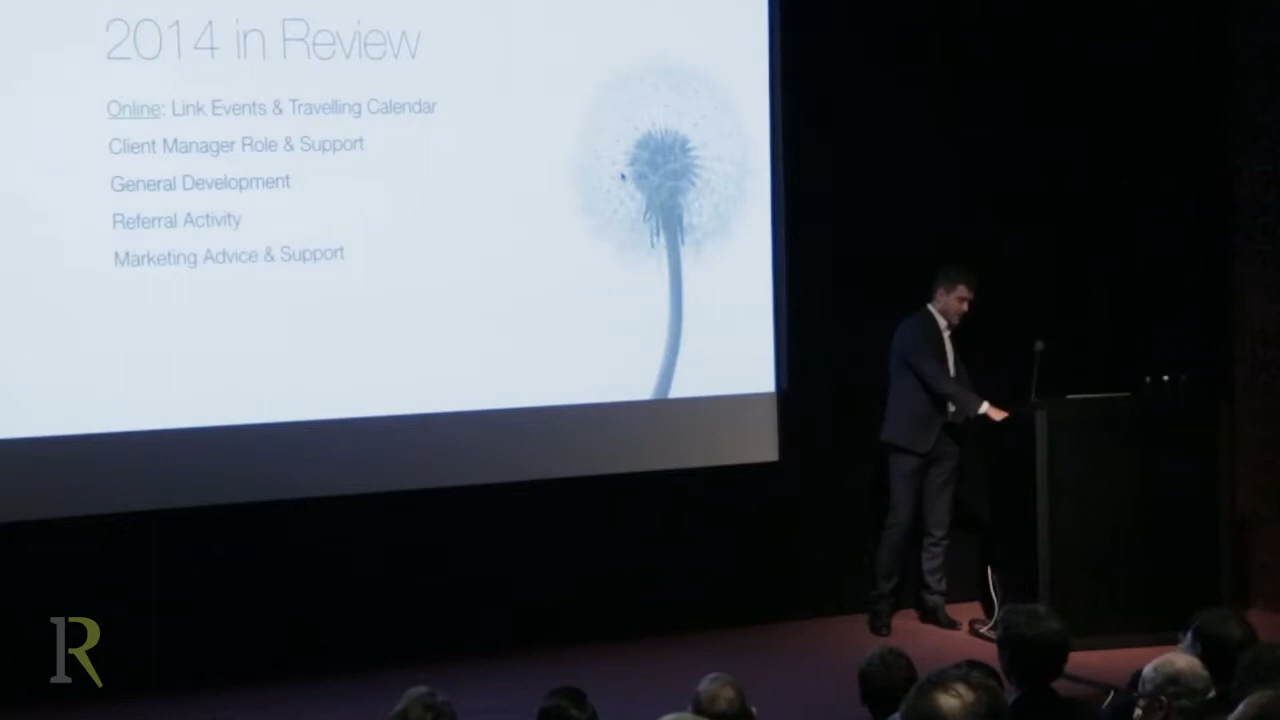 2014 in Review
Online: Link Events & Travelling Calendar
Client Manager Role & Support
General Development
Referral Activity
Marketing Advice & Support
R